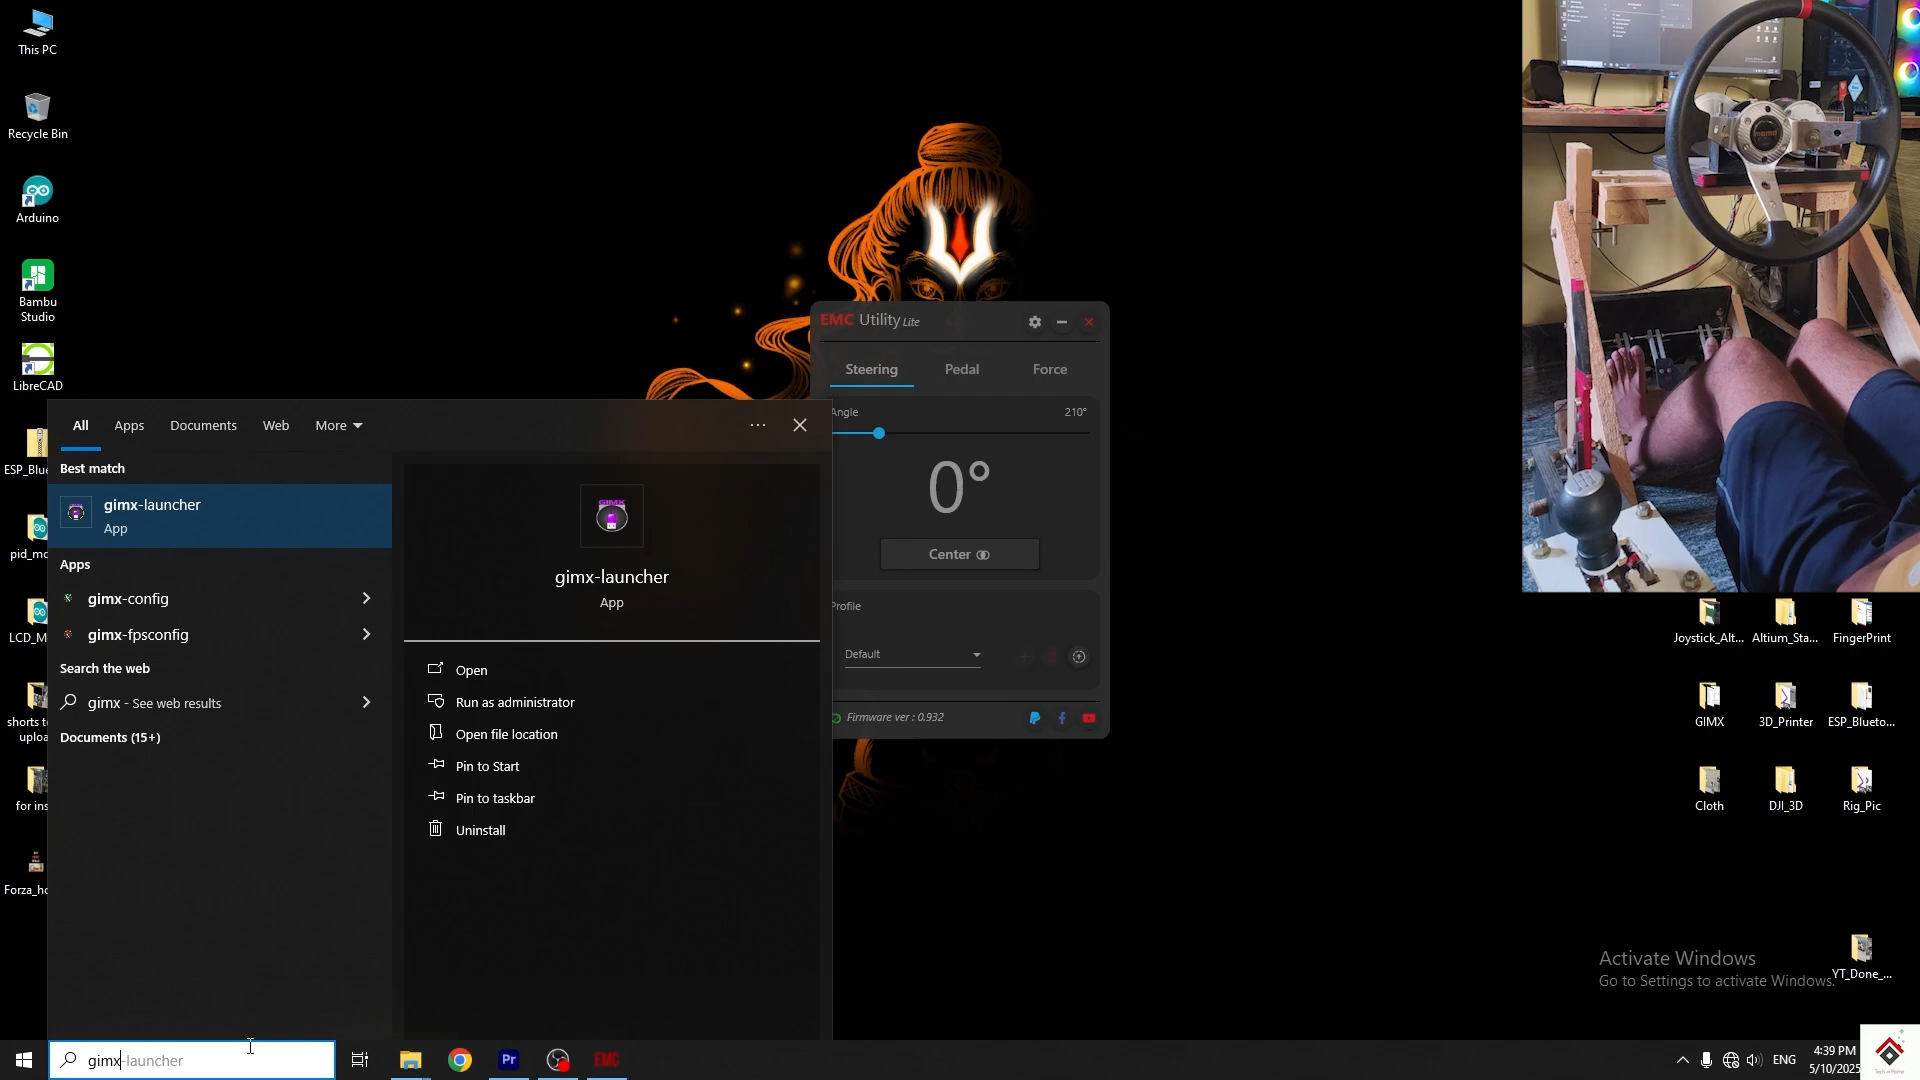 This PC
Recycle Bin
Arduino
Bambu
Studio
LibreCAD
ESP_Blue
pid_mo
LCD_M
shorts t
uploa
for ins
Forza_ho
All
Apps
Documents
Web
More
Best match
gimx-launcher
App
Apps
gimx-config
gimx-fpsconfig
Search the web
gimx - See web results
Documents (15+)
gimx-launcher
App
Open
Run as administrator
Open file location
Pin to Start
Pin to taskbar
Uninstall
EMC Utility Lite
Steering
Pedal
Force
Angle
210°
0°
Center
Profile
Default
Firmware ver : 0.932
Joystick_Alt...
Altium_Sta...
FingerPrint
GIMX
3D_Printer
ESP_Blueto...
Cloth
DJI_3D
Rig_Pic
YT_Done_...
Activate Windows
Go to Settings to activate Windows.
gimx-launcher
Pr
EMC
ENG
4:39 PM
5/10/2025